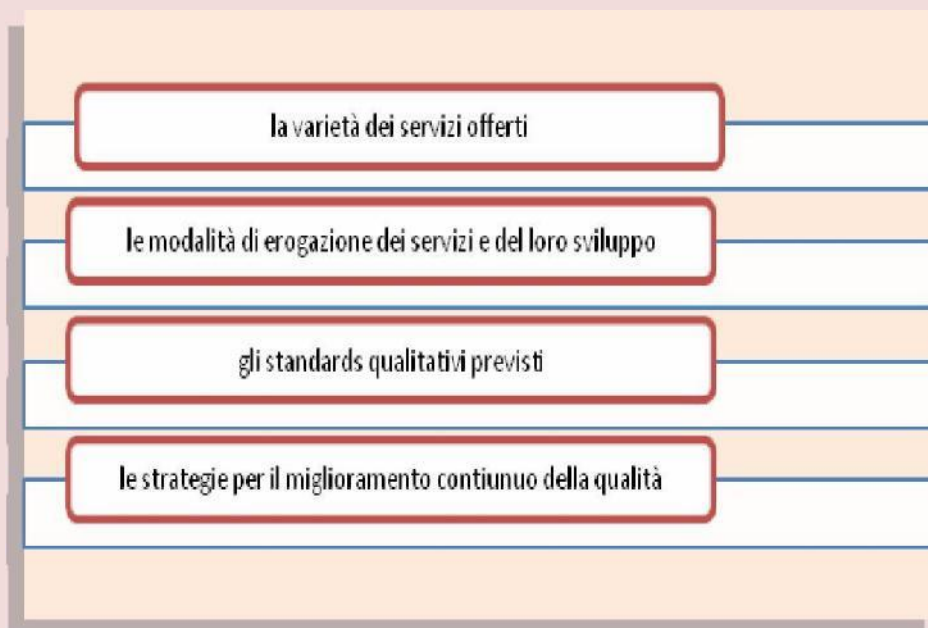 la varietà dei servizi offerti
le modalità di erogazione dei servizi e del loro sviluppo
gli standards qualitativi previsti
le strategie per il miglioramento contiunuo della qualità